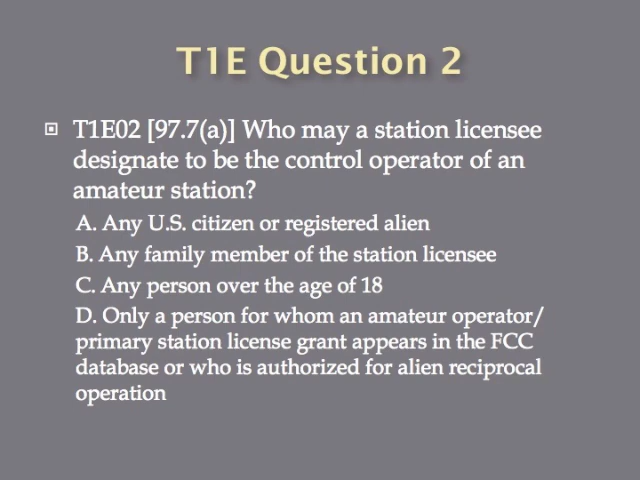 T1E Question 2
T1E02 [97.7(a)] Who may a station licensee
designate to be the control operator of an
amateur station?
A. Any U.S. citizen or registered alien
B. Any family member of the station licensee
C. Any person over the age of 18
D. Only a person for whom an amateur operator/
primary station license grant appears in the FCC
database or who is authorized for alien reciprocal
operation